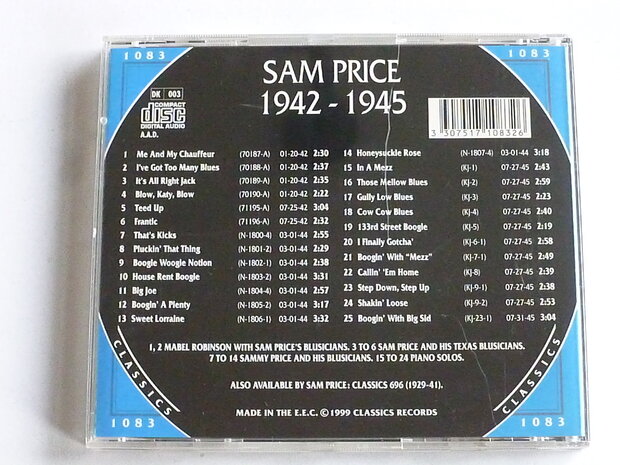 1083
1083
SAM PRICE
1942 - 1945
DK 003
COMPACT
disc
DIGITAL AUDIO
A.A.D.
3 307517 108326
1 Me And My Chauffeur (70187-A) 01-20-42 2:30
2 I've Got Too Many Blues (70188-A) 01-20-42 2:37
3 It's All Right Jack (70189-A) 01-20-42 2:35
4 Blow, Katy, Blow (70190-A) 01-20-42 2:22
5 Teed Up (71195-A) 07-25-42 3:04
6 Frantic (71196-A) 07-25-42 2:32
7 That's Kicks (N-1800-4) 03-01-44 2:55
8 Pluckin' That Thing (N-1801-2) 03-01-44 2:29
9 Boogie Woogie Notion (N-1802-1) 03-01-44 2:38
10 House Rent Boogie (N-1803-2) 03-01-44 3:31
11 Big Joe (N-1804-4) 03-01-44 2:57
12 Boogin' A Plenty (N-1805-2) 03-01-44 3:17
13 Sweet Lorraine (N-1806-1) 03-01-44 3:32
14 Honeysuckle Rose (N-1807-4) 03-01-44 3:18
15 In A Mezz (KJ-1) 07-27-45 2:43
16 Those Mellow Blues (KJ-2) 07-27-45 2:59
17 Gully Low Blues (KJ-3) 07-27-45 2:23
18 Cow Cow Blues (KJ-4) 07-27-45 2:40
19 133rd Street Boogie (KJ-5) 07-27-45 2:19
20 I Finally Gotcha' (KJ-6-1) 07-27-45 2:58
21 Boogin' With "Mezz" (KJ-7-1) 07-27-45 2:49
22 Callin' 'Em Home (KJ-8) 07-27-45 2:39
23 Step Down, Step Up (KJ-9-1) 07-27-45 2:38
24 Shakin' Loose (KJ-9-2) 07-27-45 2:53
25 Boogin' With Big Sid (KJ-23-1) 07-31-45 3:04
1, 2 MABEL ROBINSON WITH SAM PRICE'S BLUSICIANS. 3 TO 6 SAM PRICE AND HIS TEXAS BLUSICIANS.
7 TO 14 SAMMY PRICE AND HIS BLUSICIANS. 15 TO 24 PIANO SOLOS.
ALSO AVAILABLE BY SAM PRICE: CLASSICS 696 (1929-41).
MADE IN THE E.E.C. © 1999 CLASSICS RECORDS
CLASSICS
CLASSICS
1083
1083